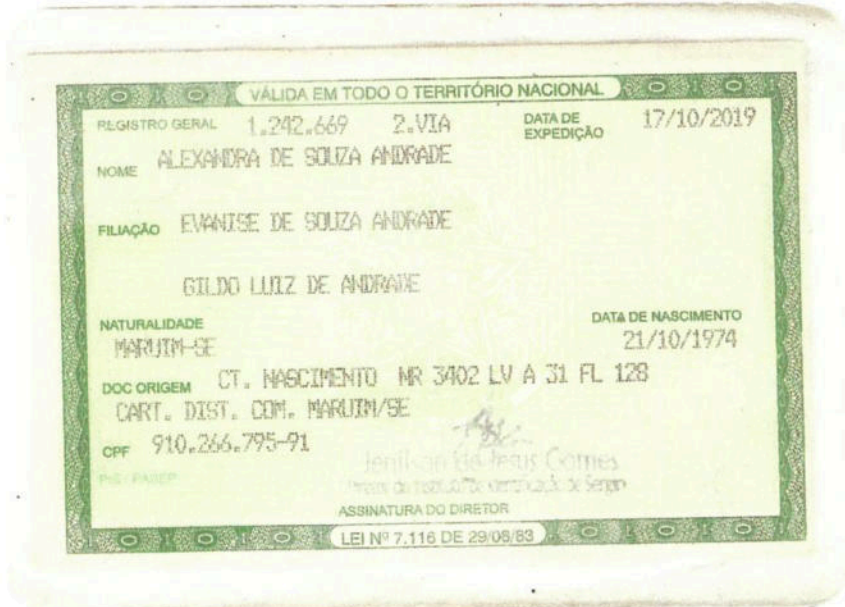 VÁLIDA EM TODO O TERRITÓRIO NACIONAL
REGISTRO GERAL 1.242.669 2.VIA DATA DE EXPEDIÇÃO 17/10/2019
NOME ALEXANDRA DE SOUZA ANDRADE
FILIAÇÃO EVANISE DE SOUZA ANDRADE
GILDO LUIZ DE ANDRADE
NATURALIDADE DATA DE NASCIMENTO
MARUIM-SE 21/10/1974
DOC ORIGEM CT. NASCIMENTO NR 3402 LV A 31 FL 128
CART. DIST. COM. MARUIM/SE
CPF 910.266.795-91
de Jesus Gomes
PIS / PASEP
ASSINATURA DO DIRETOR
LEI Nº 7.116 DE 29/08/83